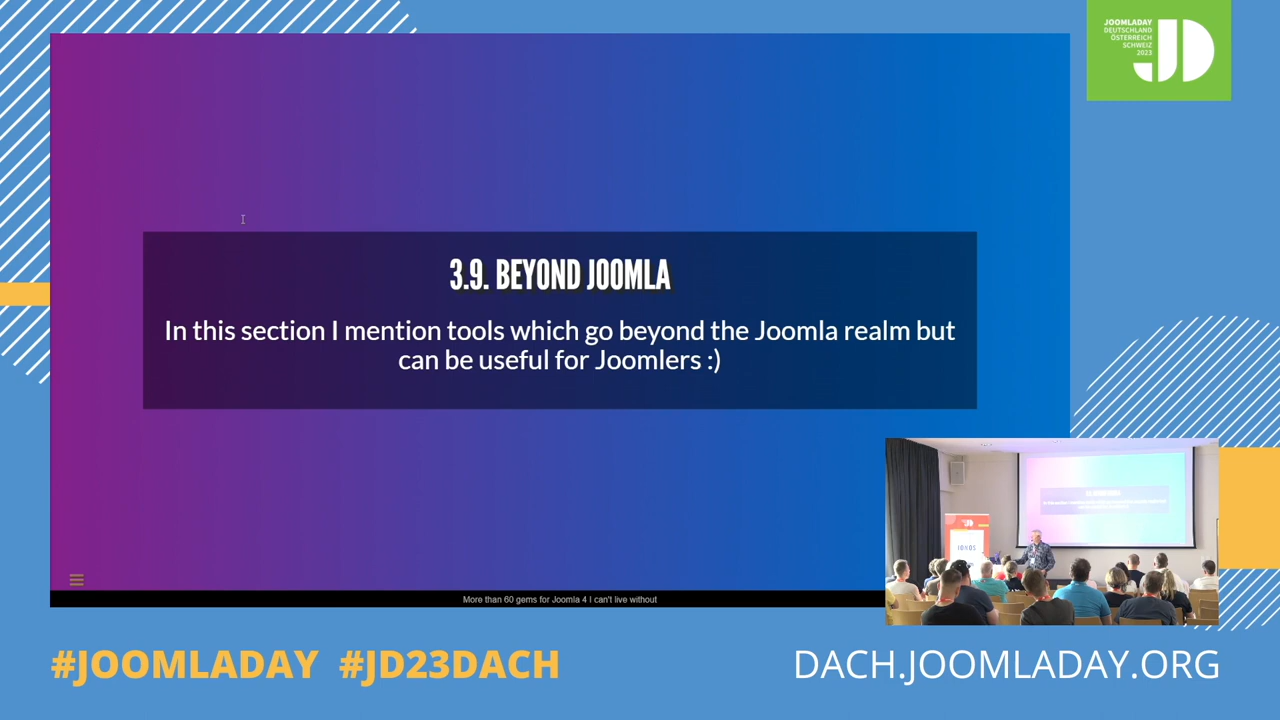 JOOMLADAY
DEUTSCHLAND
ÖSTERREICH
SCHWEIZ
2023
JD
3.9. BEYOND JOOMLA
In this section I mention tools which go beyond the Joomla realm but
can be useful for Joomlers :)
IONOS
More than 60 gems for Joomla 4 I can't live without
#JOOMLADAY #JD23DACH
DACH.JOOMLADAY.ORG